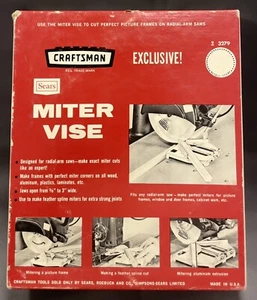 USE THE MITER VISE TO CUT PERFECT PICTURE FRAMES ON RADIAL-ARM SAWS
CRAFTSMAN
REG. TRADE MARK
EXCLUSIVE!
2 3279
Sears
MITER
VISE
• Designed for radial-arm saws—make exact miter cuts
like an expert!
• Make frames with perfect miter corners on all wood,
aluminum, plastics, laminates, etc.
• Jaws open from to 3" wide.
• Use to make feather spline miters for extra strong joints
Fits any radial-arm saw - make perfect miters for picture
frames, window and door frames, cabinet work, etc.
Mitering a picture frame
Making a feather spline cut
Mitering aluminum extrusion
CRAFTSMAN TOOLS SOLD ONLY BY SEARS, ROEBUCK AND CO., SIMPSONS-SEARS LIMITED
MADE IN U.S.A.